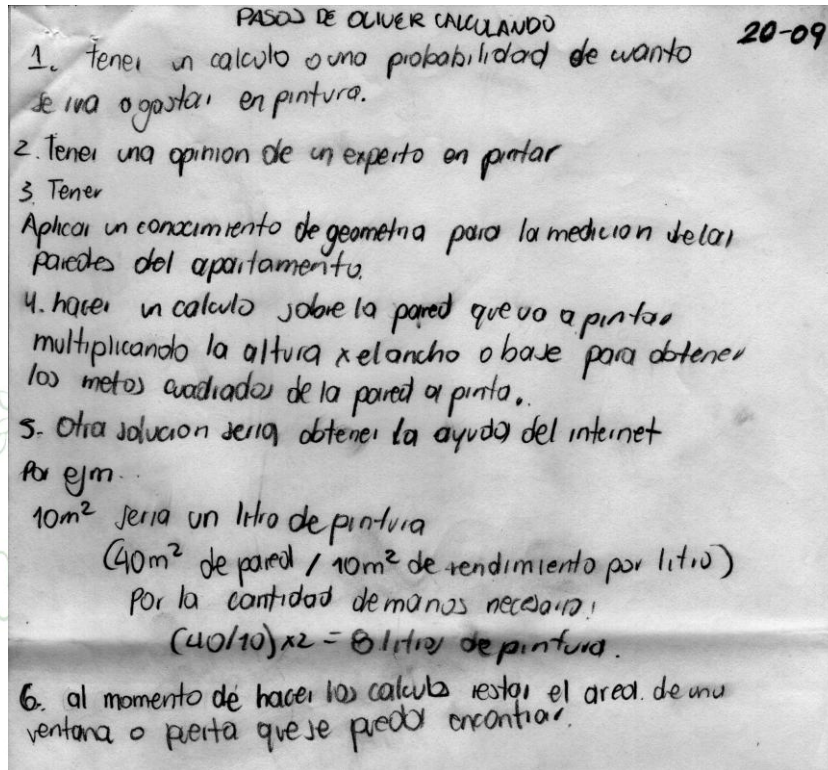 PASOS DE OLIVER CALCULANDO
20-09
1. tener un calculo o una probabilidad de cuanto
se iva a gastar en pintura.
2. Tener una opinion de un experto en pintar
3. Tener
Aplicar un conocimiento de geometria para la medicion de las
paredes del apartamento.
4. hacer un calculo sobre la pared que va a pintar
multiplicando la altura x el ancho o base para obtener
los metos cuadrados de la pared a pinta.
5. Otra solucion seria obtener la ayuda del internet
Por ejm..
10m² seria un litro de pintura
(40m² de pared / 10m² de rendimiento por litro)
Por la cantidad de manos necesaria:
(40/10) x2 = 8 litros de pintura.
6. al momento de hacer los calculos restar el area. de una
ventana o puerta que se pueda encontrar.